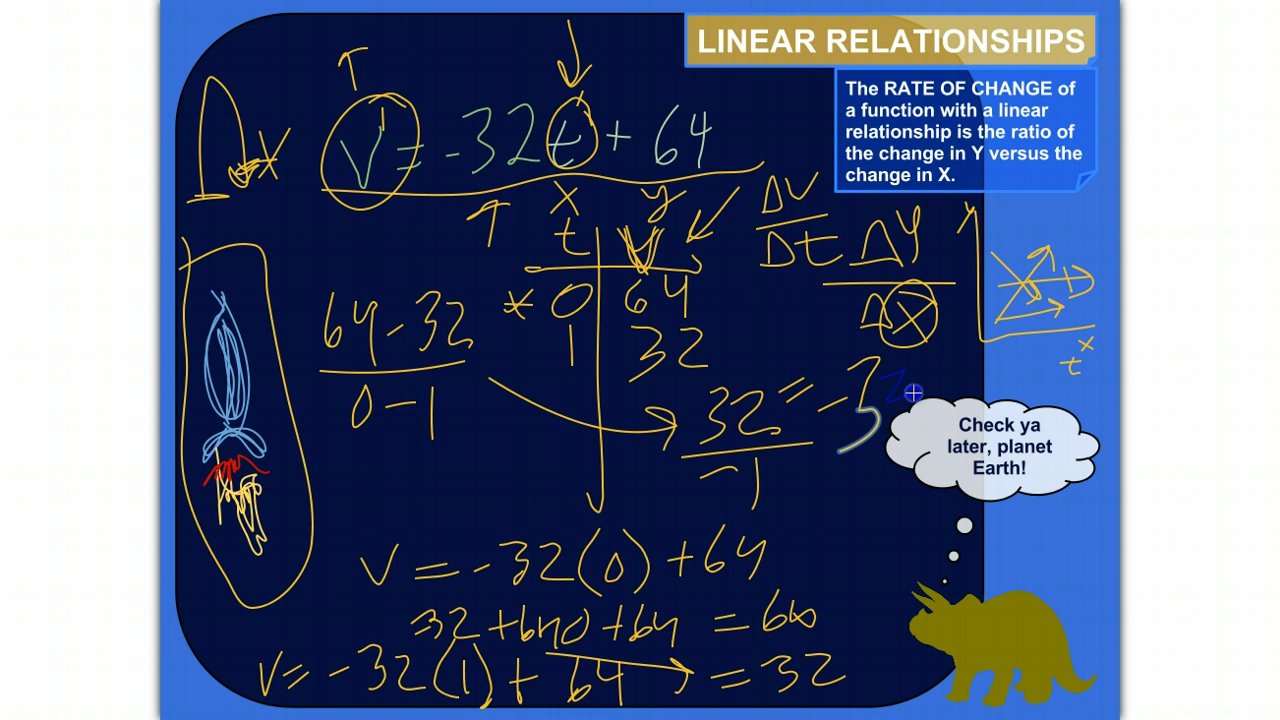 LINEAR RELATIONSHIPS
The RATE OF CHANGE of
a function with a linear
relationship is the ratio of
the change in Y versus the
change in X.
V = -32t + 64
X
x y
t V
* 0 64
1 32
ΔV
Δt
ΔY
ΔX
Y
x
t
64 - 32
0 - 1
32 = -32
-1
Check ya
later, planet
Earth!
V = -32(0) + 64
V = -32(1) + 64 = 32